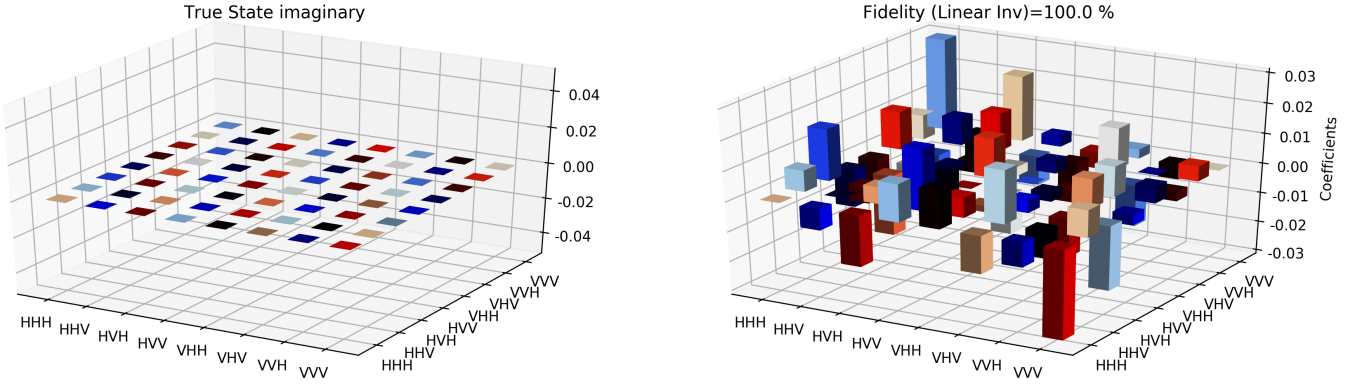 True State imaginary
0.04
0.02
0.00
-0.02
-0.04
HHH
HHV
HVH
HVV
VHH
VHV
VVH
VVV
HHH
HHV
HVH
HVV
VHH
VHV
VVH
VVV
Fidelity (Linear Inv)=100.0 %
0.03
0.02
0.01
0.00
-0.01
-0.02
-0.03
Coefficients
HHH
HHV
HVH
HVV
VHH
VHV
VVH
VVV
HHH
HHV
HVH
HVV
VHH
VHV
VVH
VVV